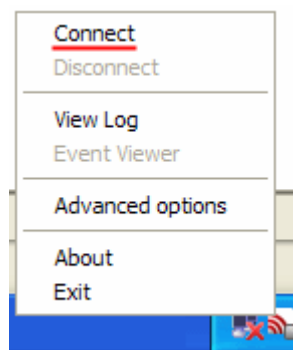 Connect
Disconnect
View Log
Event Viewer
Advanced options
About
Exit